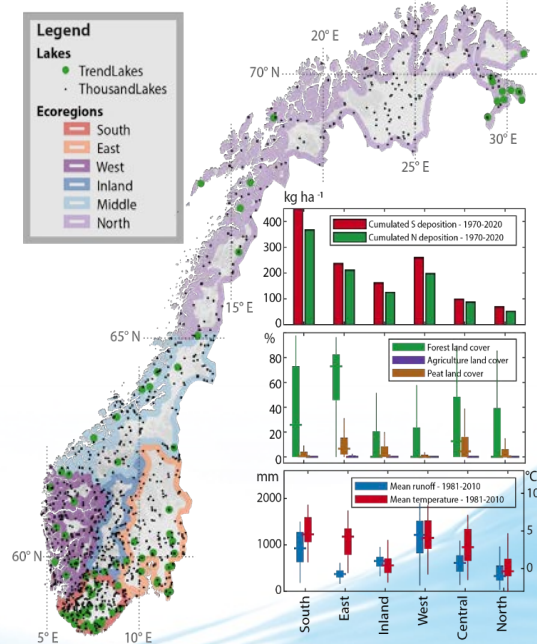 Legend
Lakes
TrendLakes
ThousandLakes
Ecoregions
South
East
West
Inland
Middle
North
20° E
70° N
30° E
25° E
15° E
65° N
60° N
5° E
10° E
kg ha -1
400
300
200
100
0
Cumulated S deposition - 1970-2020
Cumulated N deposition - 1970-2020
%
80
60
40
20
0
Forest land cover
Agriculture land cover
Peat land cover
mm
°C
2000
1000
0
10
5
0
Mean runoff - 1981-2010
Mean temperature - 1981-2010
South
East
Inland
West
Central
North